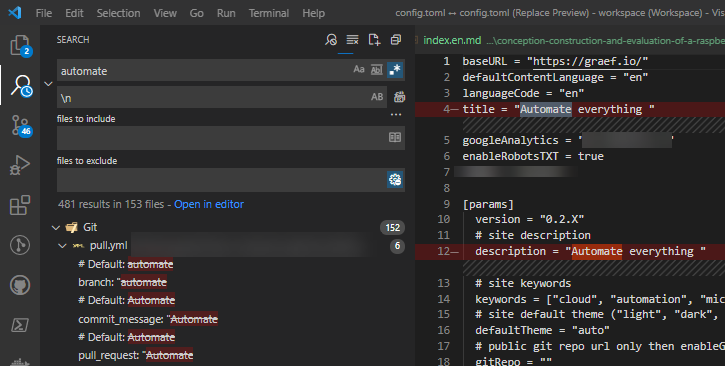 File Edit Selection View Go Run Terminal Help config.toml ↔ config.toml (Replace Preview) - workspace (Workspace) - Vis
SEARCH
automate
Aa ab .*
\n
AB
files to include
files to exclude
481 results in 153 files - Open in editor
Git 152
pull.yml 6
# Default: automate
branch: "automate
# Default: Automate
commit_message: "Automate
# Default: Automate
pull_request: "Automate
2
1
46
index.en.md ...\conception-construction-and-evaluation-of-a-raspbe
1 baseURL = "https://graef.io/"
2 defaultContentLanguage = "en"
3 languageCode = "en"
4 title = "Automate everything "
5 googleAnalytics = '
6 enableRobotsTXT = true
7
8
9 [params]
10 version = "0.2.X"
11 # site description
12 description = "Automate everything "
13 # site keywords
14 keywords = ["cloud", "automation", "mic
15 # site default theme ("light", "dark",
16 defaultTheme = "auto"
17 # public git repo url only then enableG
18 gitRepo = ""